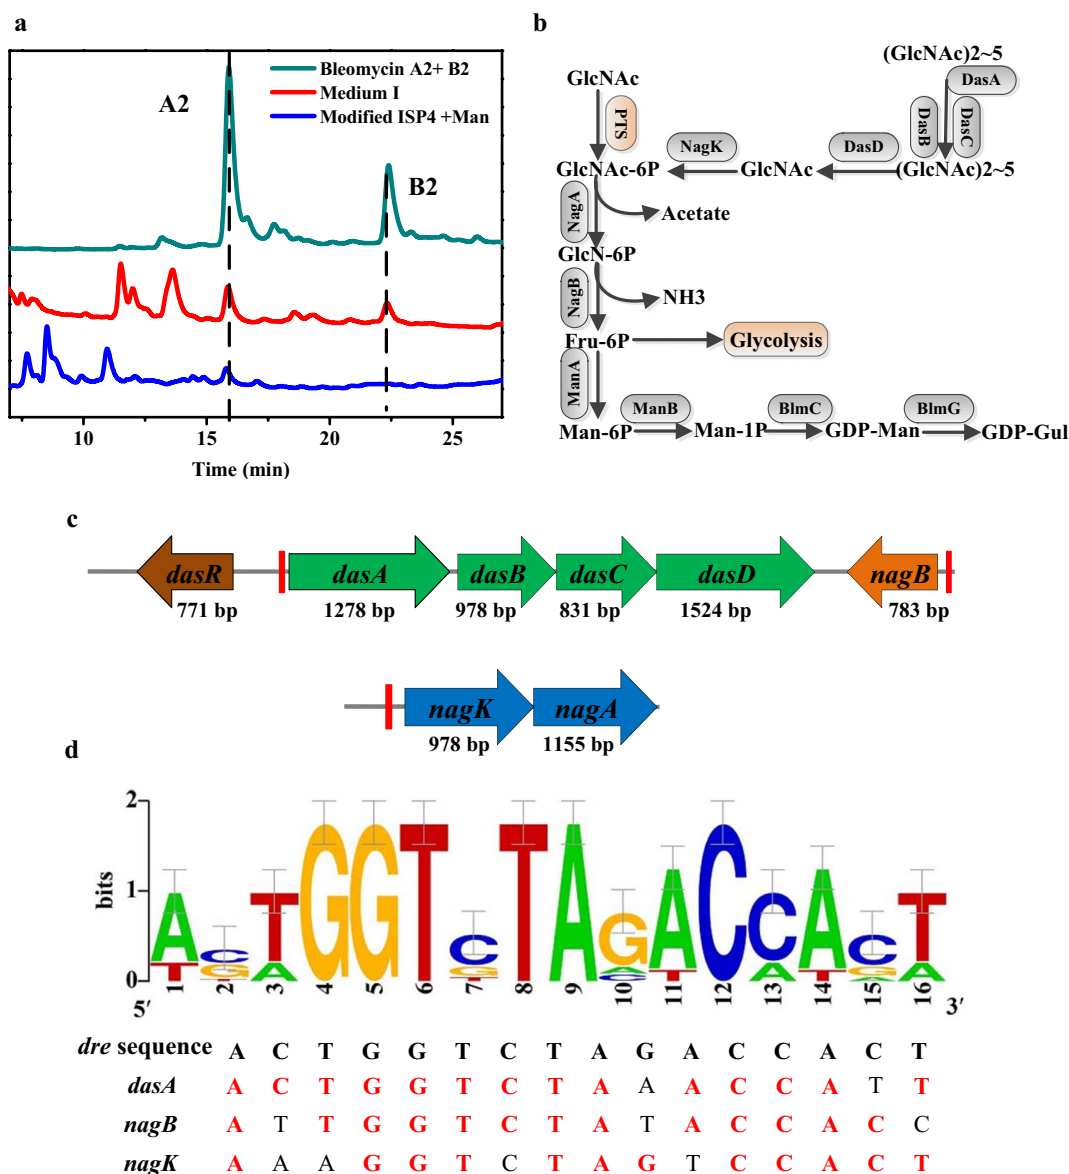 a
Bleomycin A2+ B2
Medium I
Modified ISP4 +Man
A2
B2
10 15 20 25
Time (min)
b
GlcNAc
(GlcNAc)2~5
PTS
DasA
DasB
DasC
GlcNAc-6P
NagK
GlcNAc
DasD
(GlcNAc)2~5
NagA
Acetate
GlcN-6P
NagB
NH3
Fru-6P
Glycolysis
ManA
Man-6P
ManB
Man-1P
BlmC
GDP-Man
BlmG
GDP-Gul
c
dasR dasA dasB dasC dasD nagB
771 bp 1278 bp 978 bp 831 bp 1524 bp 783 bp
nagK nagA
978 bp 1155 bp
d
2
bits
1
0
5′ 1 2 3 4 5 6 7 8 9 10 11 12 13 14 15 16 3′
dre sequence A C T G G T C T A G A C C A C T
dasA A C T G G T C T A A A C C A T T
nagB A T T G G T C T A T A C C A C C
nagK A A A G G T C T A G T C C A C T